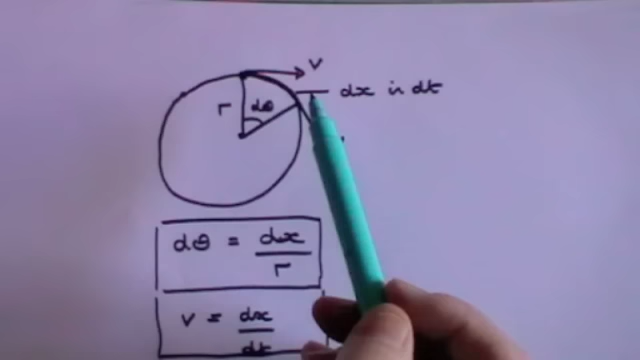 v
r dθ dx in dt
dθ = dx/r
v = dx/dt